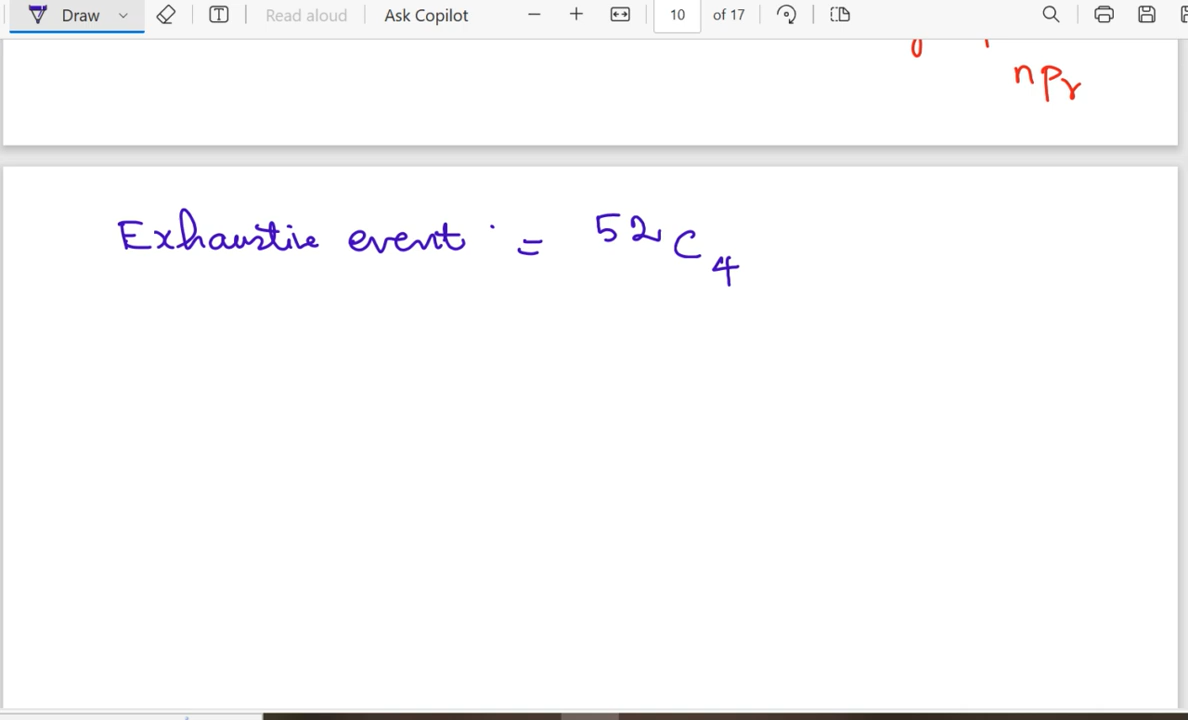 Draw
Read aloud
Ask Copilot
10 of 17
nPr
Exhaustive event = 52C4